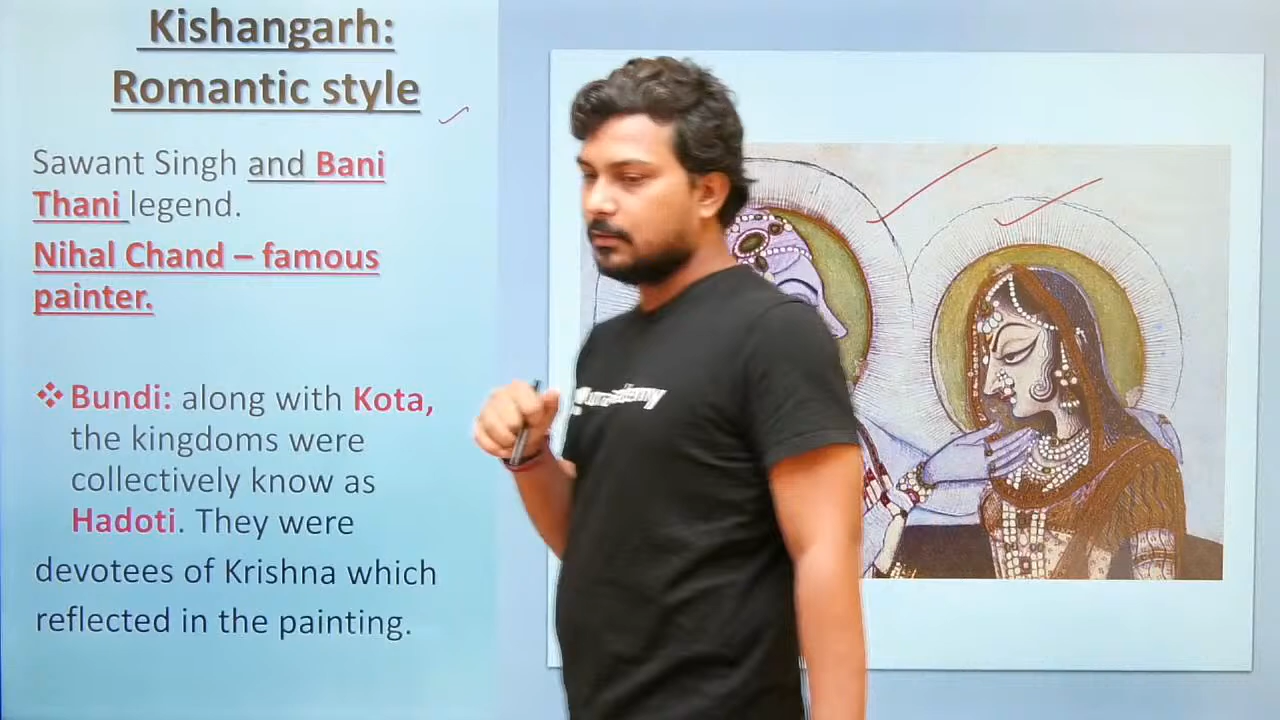 Kishangarh:
Romantic style
Sawant Singh and Bani
Thani legend.
Nihal Chand – famous
painter.
Bundi: along with Kota,
the kingdoms were
collectively know as
Hadoti. They were
devotees of Krishna which
reflected in the painting.